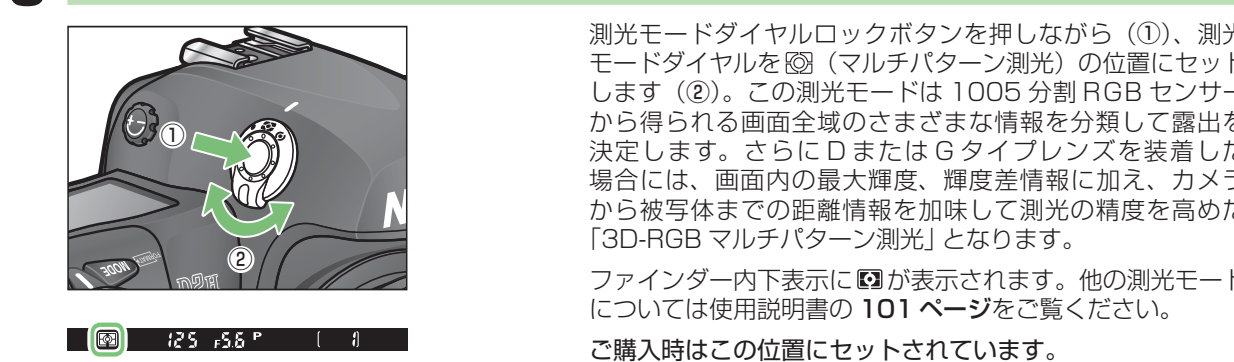 ①
②
N
MODE
FORMAT
D2H
125 F5.6 P [ 1]
測光モードダイヤルロックボタンを押しながら（①）、測光
モードダイヤルを（マルチパターン測光）の位置にセット
します（②）。この測光モードは 1005 分割 RGB センサー
から得られる画面全域のさまざまな情報を分類して露出を
決定します。さらに D または G タイプレンズを装着した
場合には、画面内の最大輝度、輝度差情報に加え、カメラ
から被写体までの距離情報を加味して測光の精度を高めた
「3D-RGB マルチパターン測光」となります。
ファインダー内下表示に が表示されます。他の測光モード
については使用説明書の 101 ページをご覧ください。
ご購入時はこの位置にセットされています。